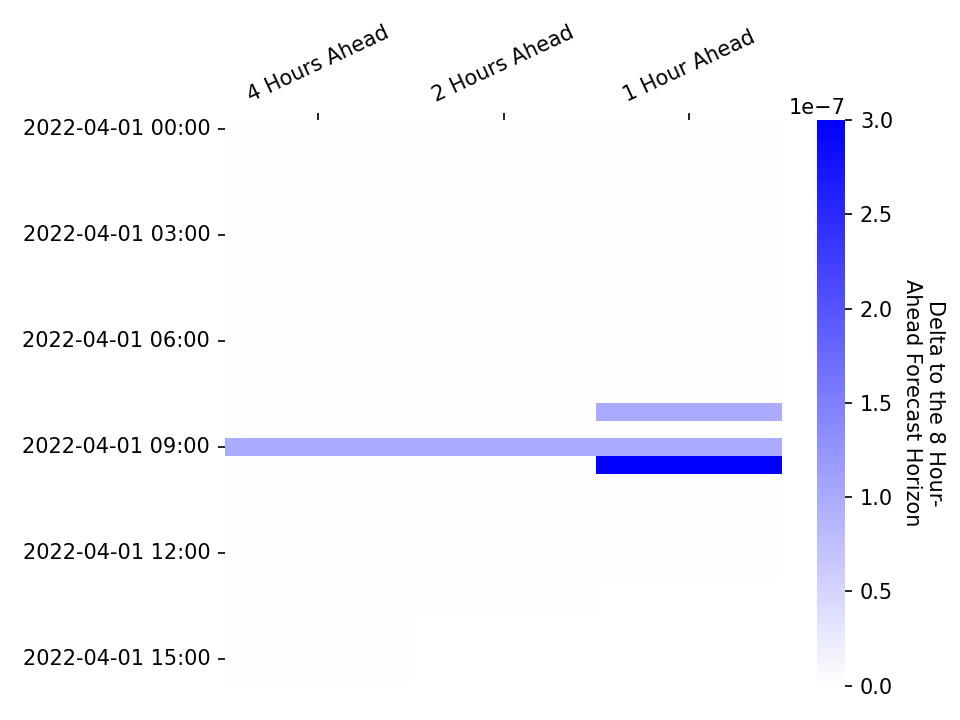 4 Hours Ahead
2 Hours Ahead
1 Hour Ahead
1e−7
2022-04-01 00:00
2022-04-01 03:00
2022-04-01 06:00
2022-04-01 09:00
2022-04-01 12:00
2022-04-01 15:00
3.0
2.5
2.0
1.5
1.0
0.5
0.0
Delta to the 8 Hour-
Ahead Forecast Horizon